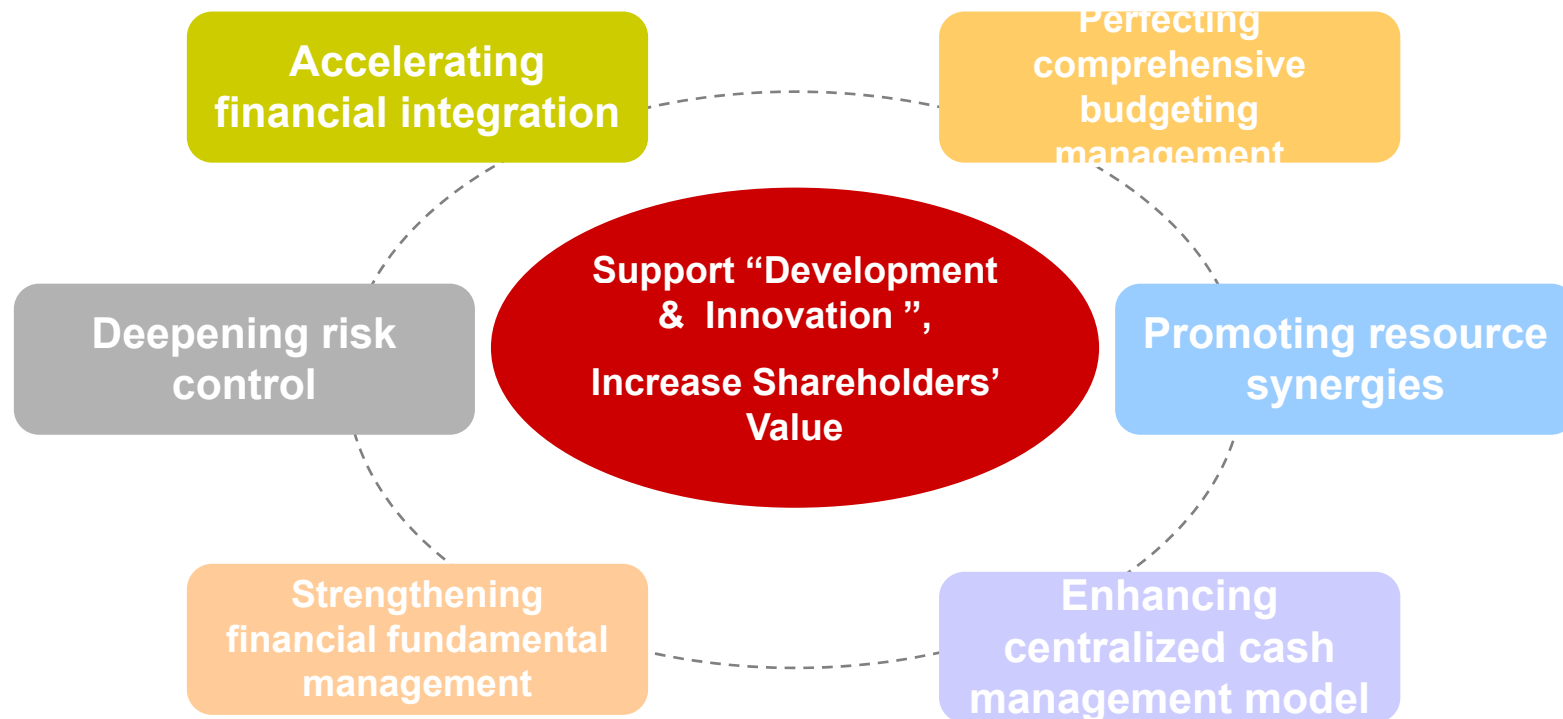 Accelerating
financial integration
Perfecting
comprehensive
budgeting
management
Support “Development
& Innovation ”,
Increase Shareholders’
Value
Deepening risk
control
Promoting resource
synergies
Strengthening
financial fundamental
management
Enhancing
centralized cash
management model